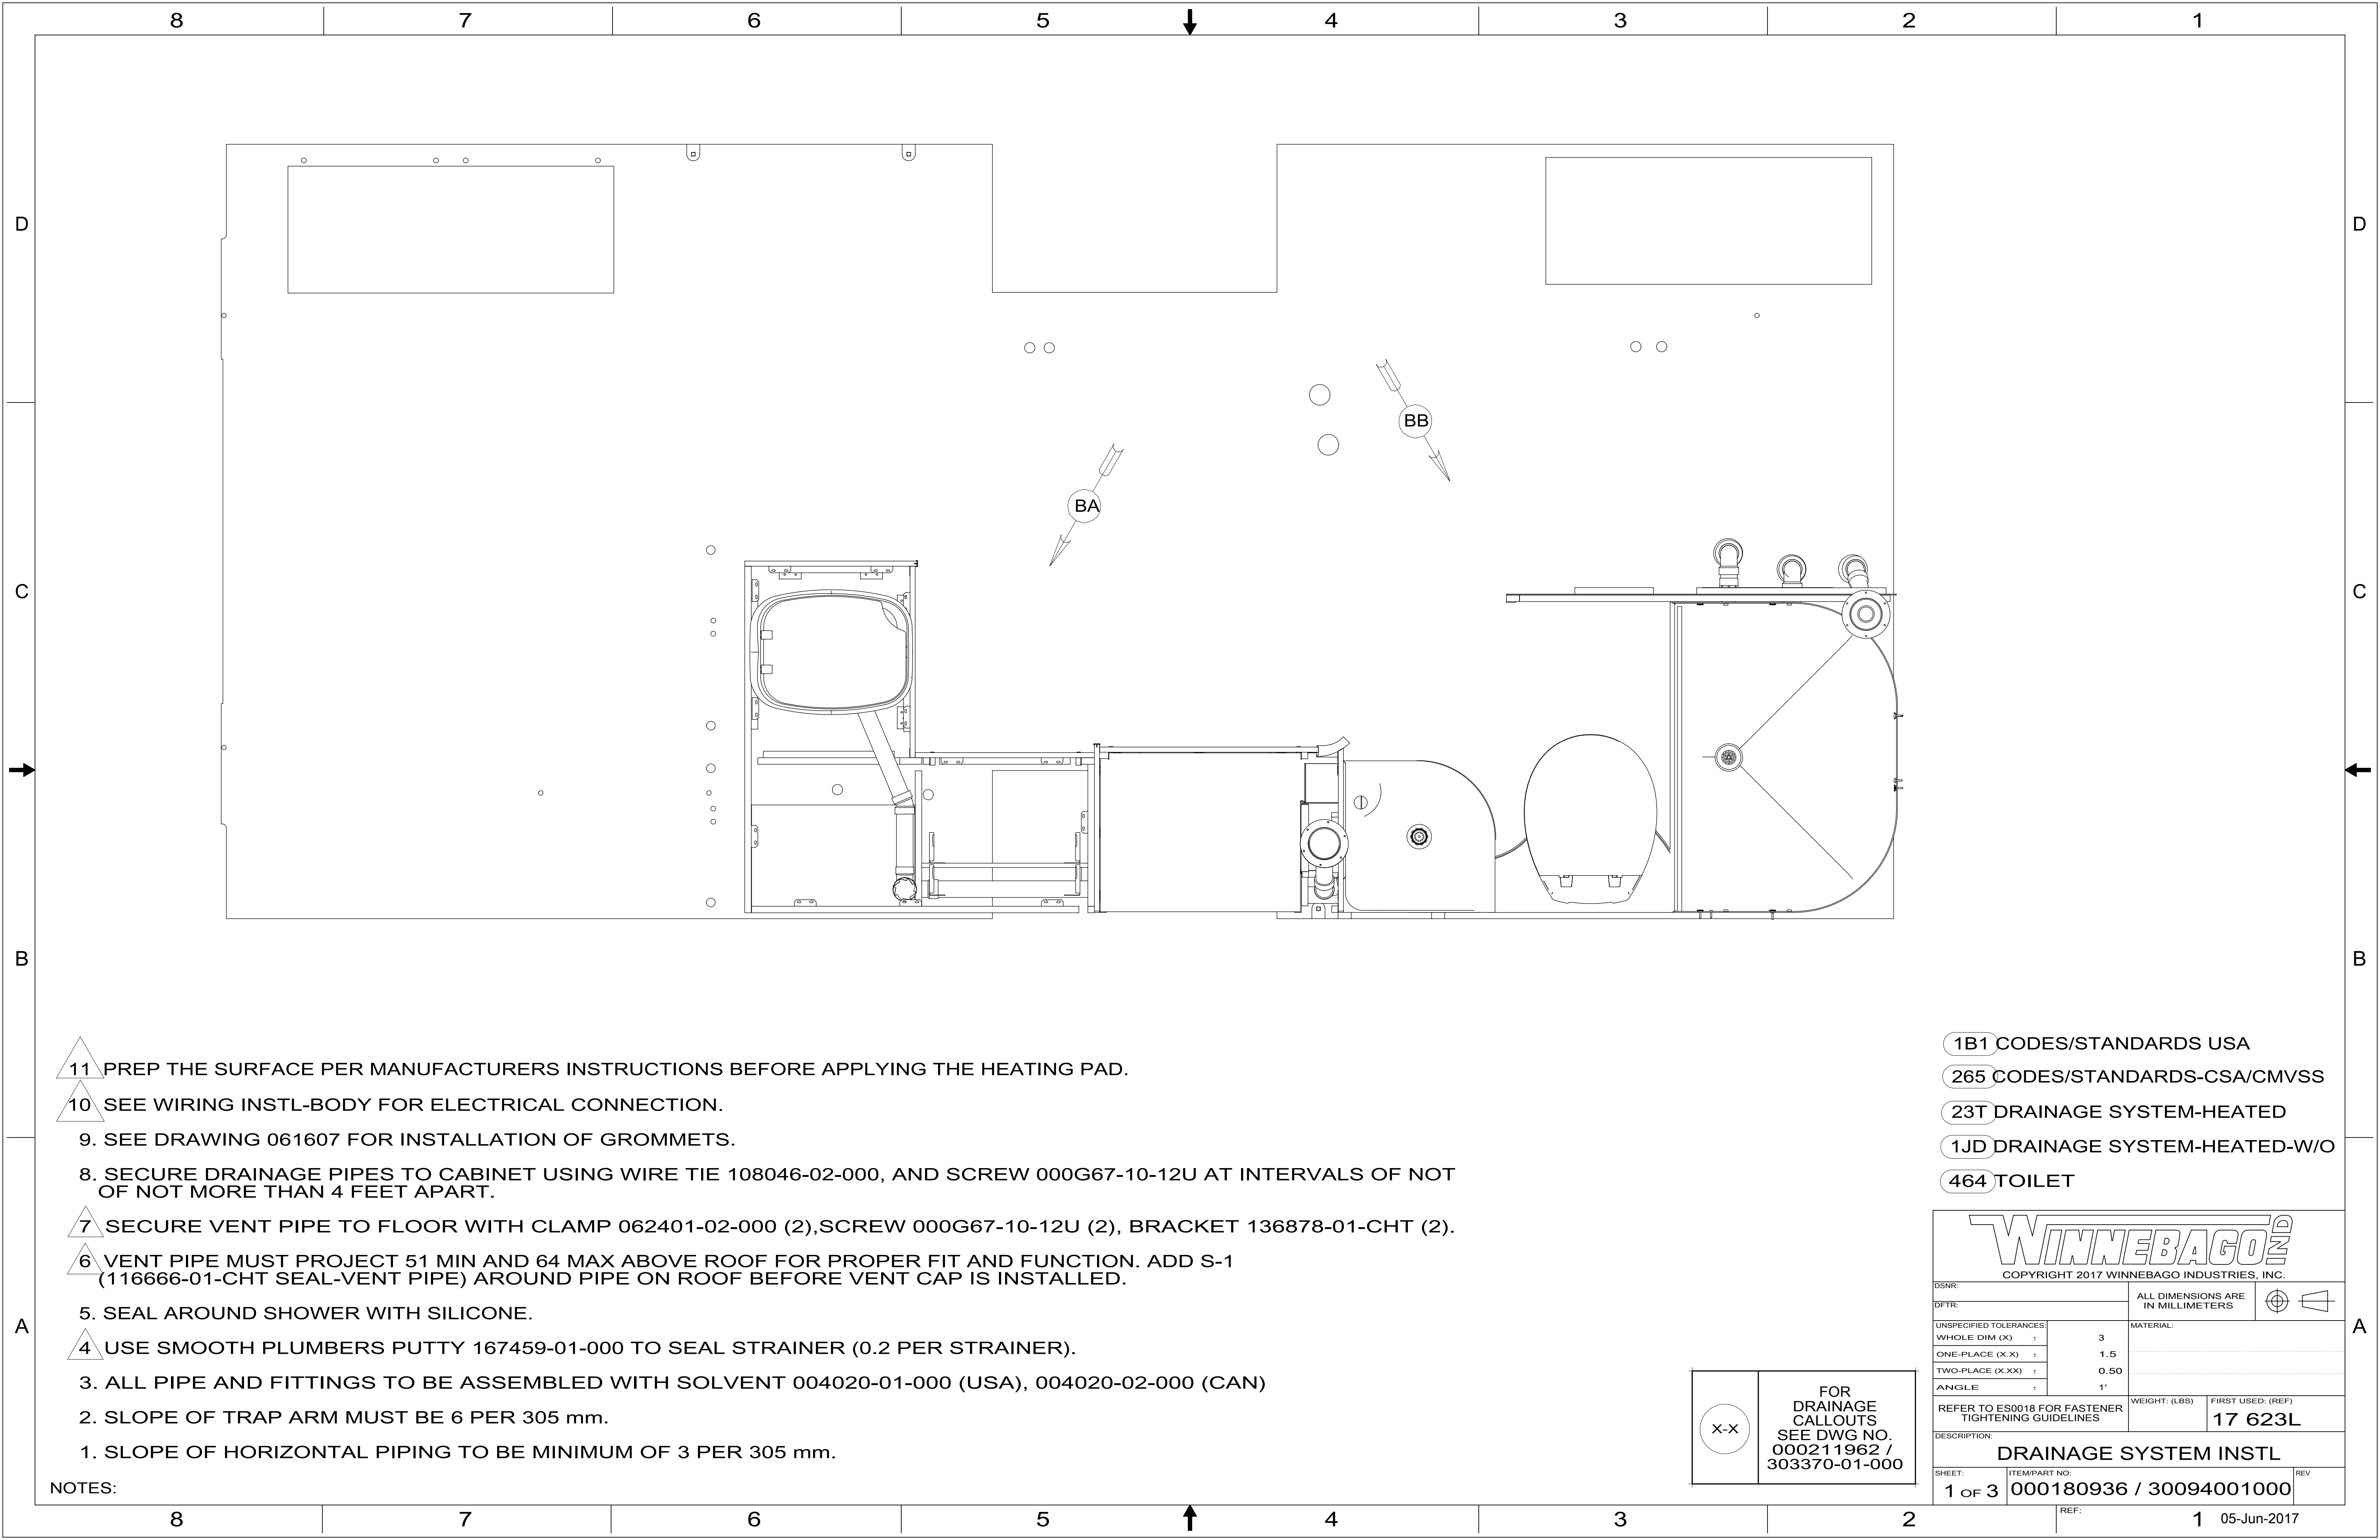 8 7 6 5 4 3 2 1
D D
BB
BA
C C
B B
11 PREP THE SURFACE PER MANUFACTURERS INSTRUCTIONS BEFORE APPLYING THE HEATING PAD.
10 SEE WIRING INSTL-BODY FOR ELECTRICAL CONNECTION.
9. SEE DRAWING 061607 FOR INSTALLATION OF GROMMETS.
8. SECURE DRAINAGE PIPES TO CABINET USING WIRE TIE 108046-02-000, AND SCREW 000G67-10-12U AT INTERVALS OF NOT
OF NOT MORE THAN 4 FEET APART.
7 SECURE VENT PIPE TO FLOOR WITH CLAMP 062401-02-000 (2),SCREW 000G67-10-12U (2), BRACKET 136878-01-CHT (2).
6 VENT PIPE MUST PROJECT 51 MIN AND 64 MAX ABOVE ROOF FOR PROPER FIT AND FUNCTION. ADD S-1
(116666-01-CHT SEAL-VENT PIPE) AROUND PIPE ON ROOF BEFORE VENT CAP IS INSTALLED.
5. SEAL AROUND SHOWER WITH SILICONE.
4 USE SMOOTH PLUMBERS PUTTY 167459-01-000 TO SEAL STRAINER (0.2 PER STRAINER).
3. ALL PIPE AND FITTINGS TO BE ASSEMBLED WITH SOLVENT 004020-01-000 (USA), 004020-02-000 (CAN)
2. SLOPE OF TRAP ARM MUST BE 6 PER 305 mm.
1. SLOPE OF HORIZONTAL PIPING TO BE MINIMUM OF 3 PER 305 mm.
NOTES:
A A
1B1 CODES/STANDARDS USA
265 CODES/STANDARDS-CSA/CMVSS
23T DRAINAGE SYSTEM-HEATED
1JD DRAINAGE SYSTEM-HEATED-W/O
464 TOILET
X-X
FOR
DRAINAGE
CALLOUTS
SEE DWG NO.
000211962 /
303370-01-000
WINNEBAGO IND
COPYRIGHT 2017 WINNEBAGO INDUSTRIES, INC.
DSNR:
DFTR:
ALL DIMENSIONS ARE
IN MILLIMETERS
UNSPECIFIED TOLERANCES:
WHOLE DIM (X) ± 3
ONE-PLACE (X.X) ± 1.5
TWO-PLACE (X.XX) ± 0.50
ANGLE ± 1°
MATERIAL:
REFER TO ES0018 FOR FASTENER
TIGHTENING GUIDELINES
WEIGHT: (LBS)
FIRST USED: (REF)
17 623L
DESCRIPTION:
DRAINAGE SYSTEM INSTL
SHEET:
1 OF 3
ITEM/PART NO:
000180936 / 30094001000
REV
REF:
05-Jun-2017
8 7 6 5 4 3 2 1